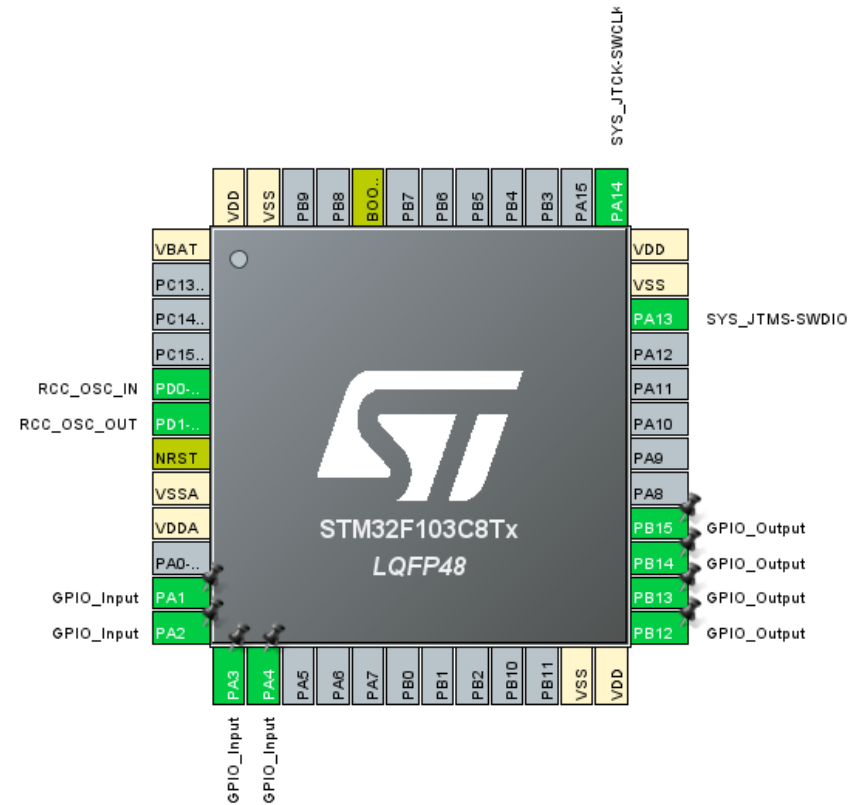 SYS_JTCK-SWCLK
VDD
VSS
PB9
PB8
BOO..
PB7
PB6
PB5
PB4
PB3
PA15
PA14
VBAT
PC13..
PC14..
PC15..
RCC_OSC_IN PD0-..
RCC_OSC_OUT PD1-..
NRST
VSSA
VDDA
PA0-..
GPIO_Input PA1
GPIO_Input PA2
VDD
VSS
PA13 SYS_JTMS-SWDIO
PA12
PA11
PA10
PA9
PA8
PB15 GPIO_Output
PB14 GPIO_Output
PB13 GPIO_Output
PB12 GPIO_Output
ST
STM32F103C8Tx
LQFP48
PA3
PA4
PA5
PA6
PA7
PB0
PB1
PB2
PB10
PB11
VSS
VDD
GPIO_Input
GPIO_Input